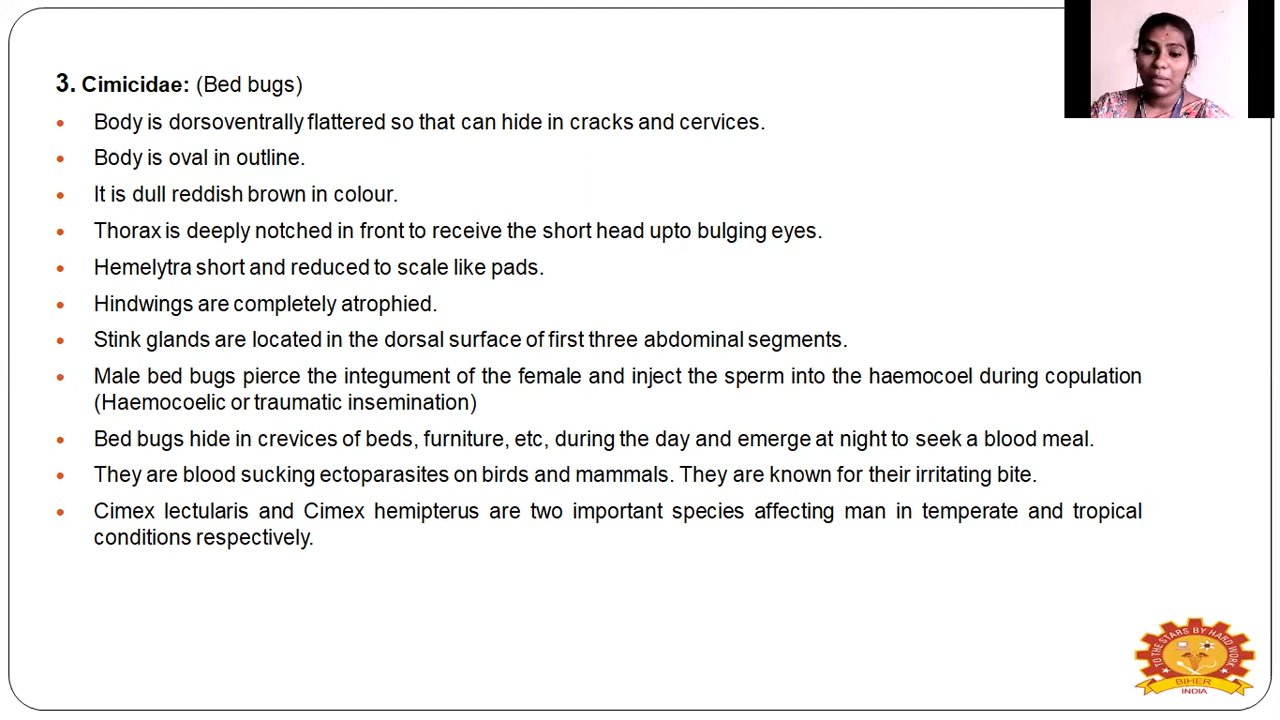 3. Cimicidae: (Bed bugs)
• Body is dorsoventrally flattered so that can hide in cracks and cervices.
• Body is oval in outline.
• It is dull reddish brown in colour.
• Thorax is deeply notched in front to receive the short head upto bulging eyes.
• Hemelytra short and reduced to scale like pads.
• Hindwings are completely atrophied.
• Stink glands are located in the dorsal surface of first three abdominal segments.
• Male bed bugs pierce the integument of the female and inject the sperm into the haemocoel during copulation
(Haemocoelic or traumatic insemination)
• Bed bugs hide in crevices of beds, furniture, etc, during the day and emerge at night to seek a blood meal.
• They are blood sucking ectoparasites on birds and mammals. They are known for their irritating bite.
• Cimex lectularis and Cimex hemipterus are two important species affecting man in temperate and tropical
conditions respectively.
TO THE STARS BY HARD WORK
BIHER
INDIA